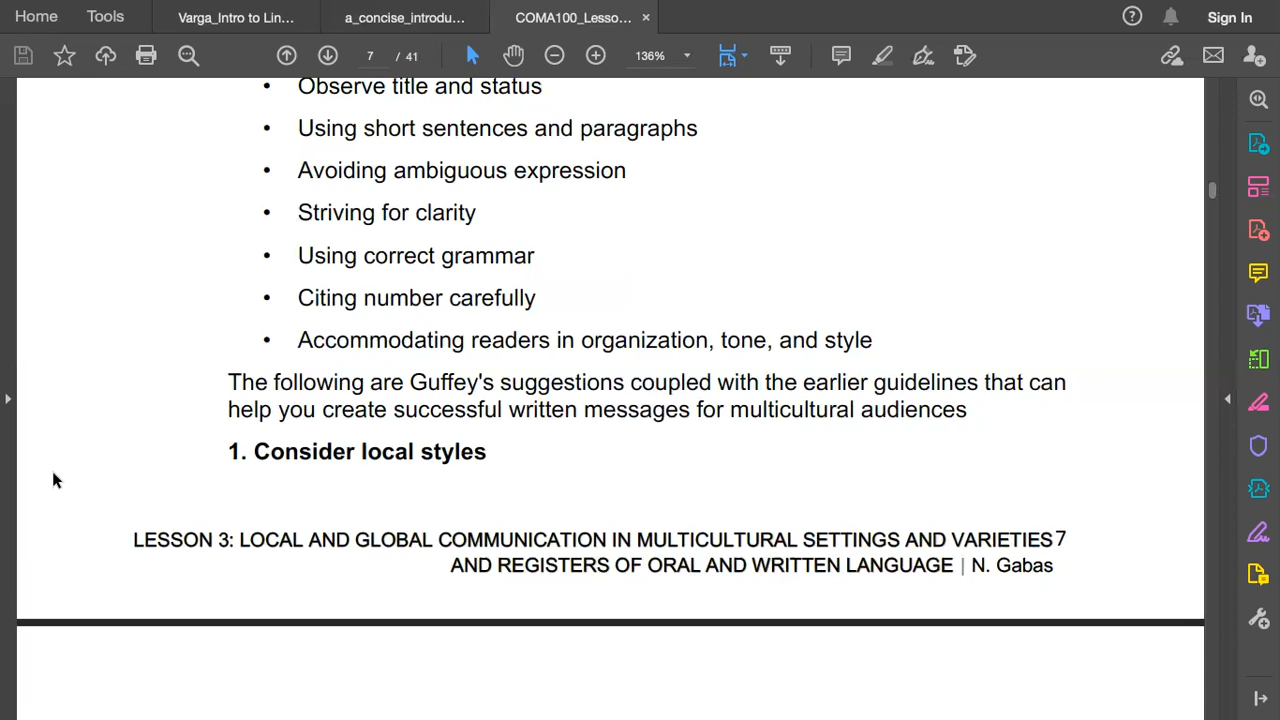 Home
Tools
Varga_Intro to Lin...
a_concise_introdu...
COMA100_Lesso...
×
?
Sign In
7 / 41
136%
• Observe title and status
• Using short sentences and paragraphs
• Avoiding ambiguous expression
• Striving for clarity
• Using correct grammar
• Citing number carefully
• Accommodating readers in organization, tone, and style
The following are Guffey's suggestions coupled with the earlier guidelines that can
help you create successful written messages for multicultural audiences
1. Consider local styles
LESSON 3: LOCAL AND GLOBAL COMMUNICATION IN MULTICULTURAL SETTINGS AND VARIETIES 7
AND REGISTERS OF ORAL AND WRITTEN LANGUAGE | N. Gabas